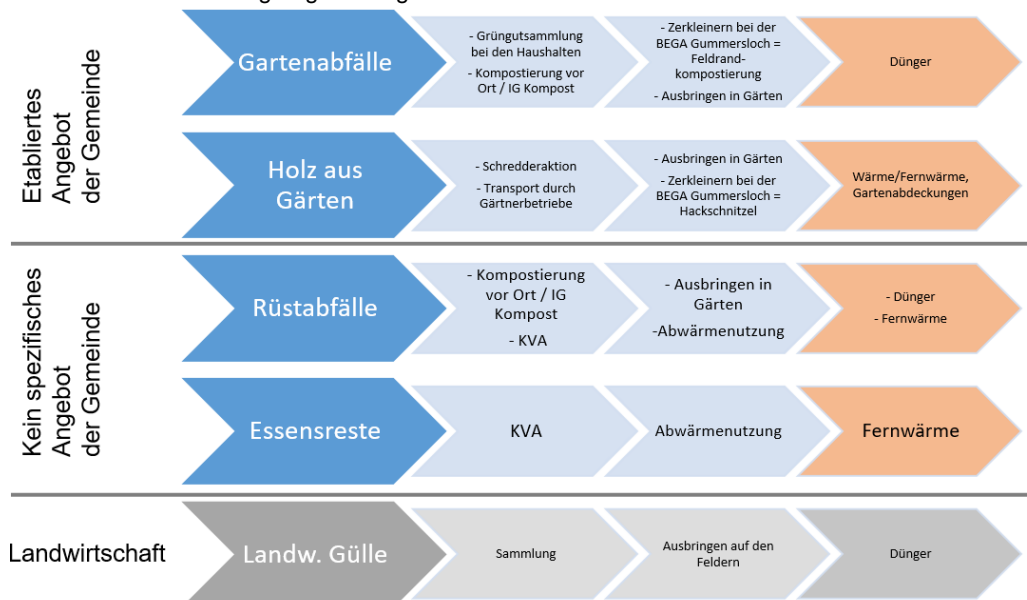 Etabliertes
Angebot
der Gemeinde
Gartenabfälle
- Grüngutsammlung
bei den Haushalten
- Kompostierung vor
Ort / IG Kompost
- Zerkleinern bei der
BEGA Gummersloch =
Feldrand-
kompostierung
- Ausbringen in Gärten
Dünger
Holz aus
Gärten
- Schredderaktion
- Transport durch
Gärtnerbetriebe
- Ausbringen in Gärten
- Zerkleinern bei der
BEGA Gummersloch =
Hackschnitzel
Wärme/Fernwärme,
Gartenabdeckungen
Kein spezifisches
Angebot
der Gemeinde
Rüstabfälle
- Kompostierung
vor Ort / IG
Kompost
- KVA
- Ausbringen in
Gärten
-Abwärmenutzung
- Dünger
- Fernwärme
Essensreste
KVA
Abwärmenutzung
Fernwärme
Landwirtschaft
Landw. Gülle
Sammlung
Ausbringen auf den
Feldern
Dünger